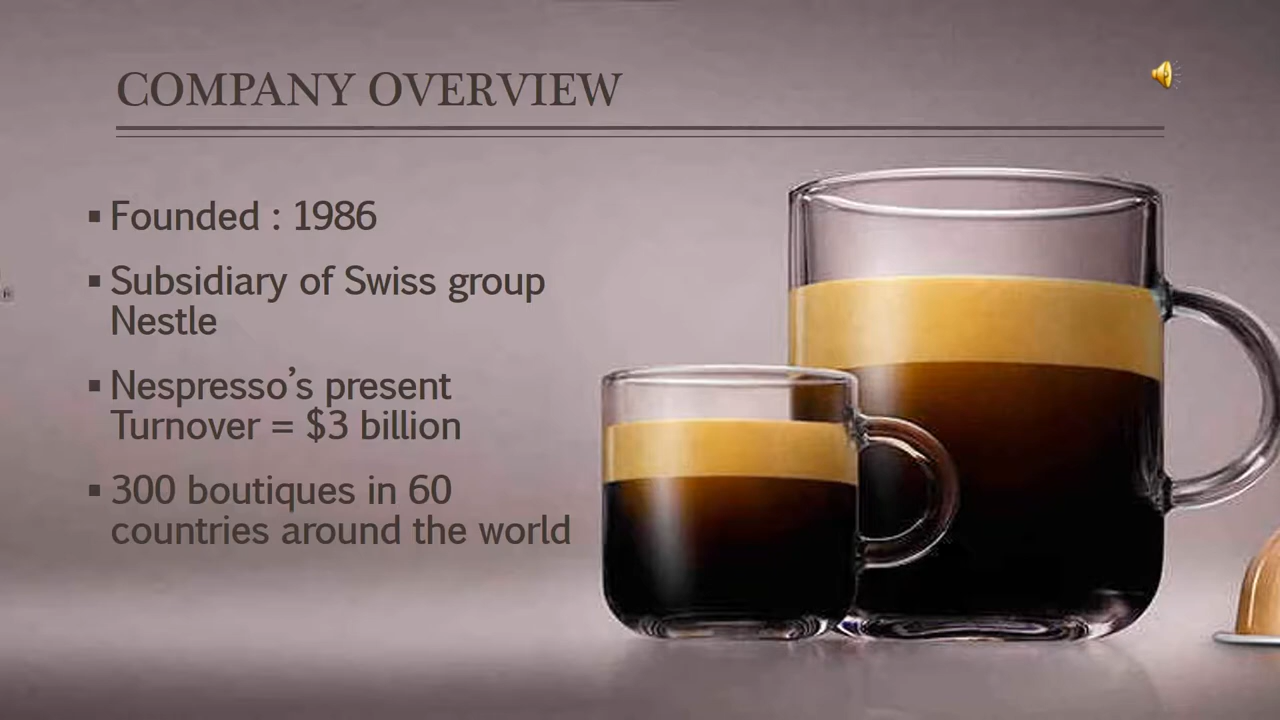 COMPANY OVERVIEW
▪ Founded : 1986
▪ Subsidiary of Swiss group
Nestle
▪ Nespresso’s present
Turnover = $3 billion
▪ 300 boutiques in 60
countries around the world